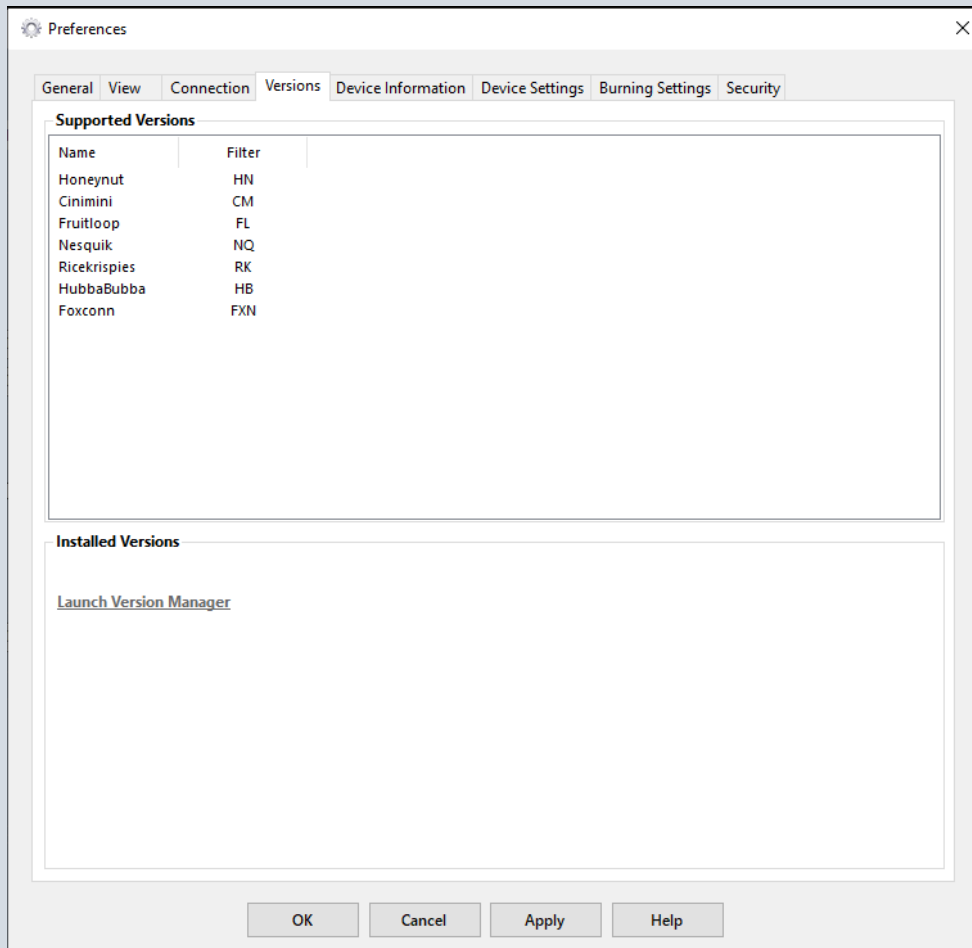 Preferences
General View Connection Versions Device Information Device Settings Burning Settings Security
Supported Versions
Name Filter
Honeynut HN
Cinimini CM
Fruitloop FL
Nesquik NQ
Ricekrispies RK
HubbaBubba HB
Foxconn FXN
Installed Versions
Launch Version Manager
OK Cancel Apply Help